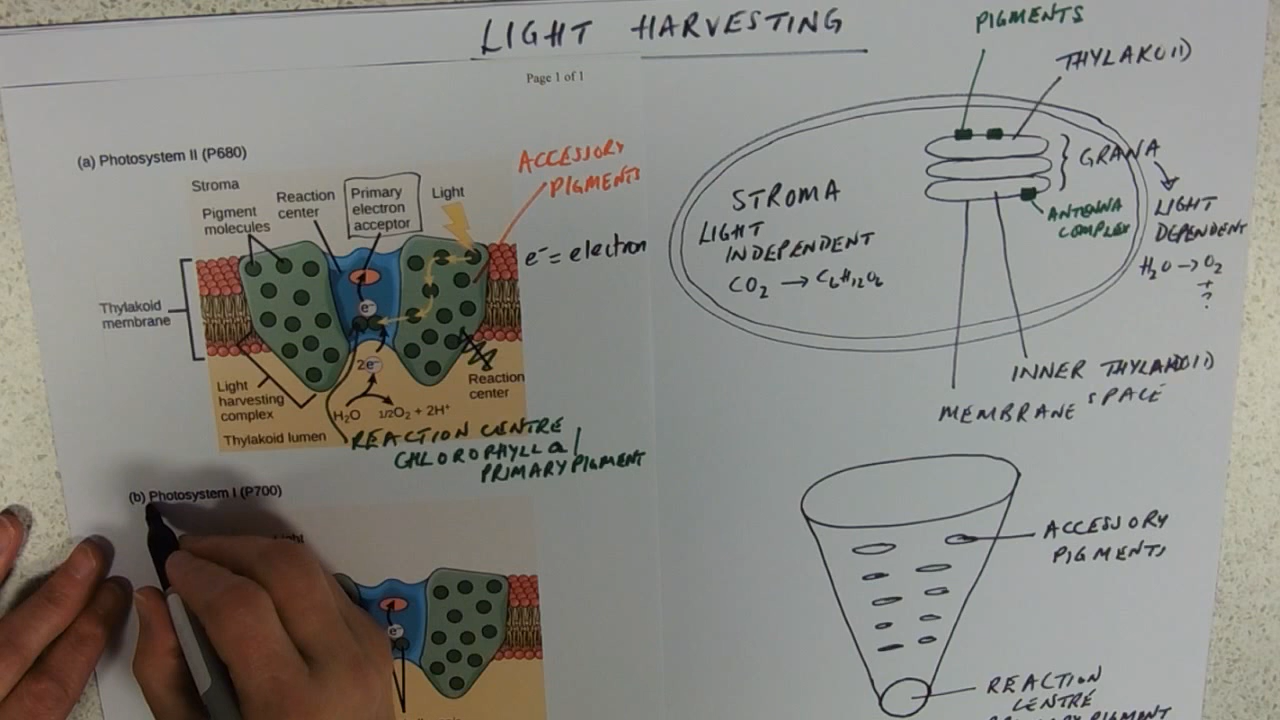 LIGHT HARVESTING
Page 1 of 1
(a) Photosystem II (P680)
Stroma
Pigment
molecules
Reaction
center
Primary
electron
acceptor
Light
ACCESSORY
PIGMENTS
e⁻ = electron
Thylakoid
membrane
e⁻
2e⁻
Light
harvesting
complex
H₂O
1/2O₂ + 2H⁺
Reaction
center
Thylakoid lumen
REACTION CENTRE
CHLOROPHYLL a /
PRIMARY PIGMENT
(b) Photosystem I (P700)
e⁻
PIGMENTS
THYLAKOID
GRANA
STROMA
LIGHT
INDEPENDENT
CO₂ → C₆H₁₂O₆
ANTENNA
COMPLEX
LIGHT
DEPENDENT
H₂O → O₂
+
?
INNER THYLAKOID
SPACE
MEMBRANE
ACCESSORY
PIGMENTS
REACTION
CENTRE
PRIMARY PIGMENT